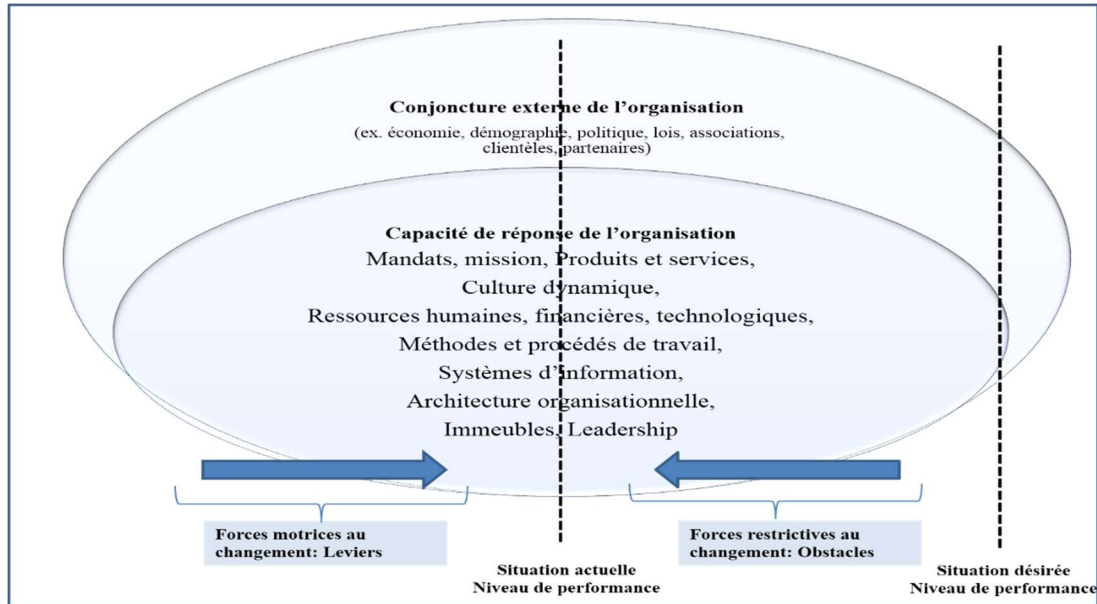 Conjoncture externe de l'organisation
(ex. économie, démographie, politique, lois, associations,
clientèles, partenaires)
Capacité de réponse de l'organisation
Mandats, mission, Produits et services,
Culture dynamique,
Ressources humaines, financières, technologiques,
Méthodes et procédés de travail,
Systèmes d'information,
Architecture organisationnelle,
Immeubles, Leadership
Forces motrices au
changement: Leviers
Forces restrictives au
changement: Obstacles
Situation actuelle
Niveau de performance
Situation désirée
Niveau de performance